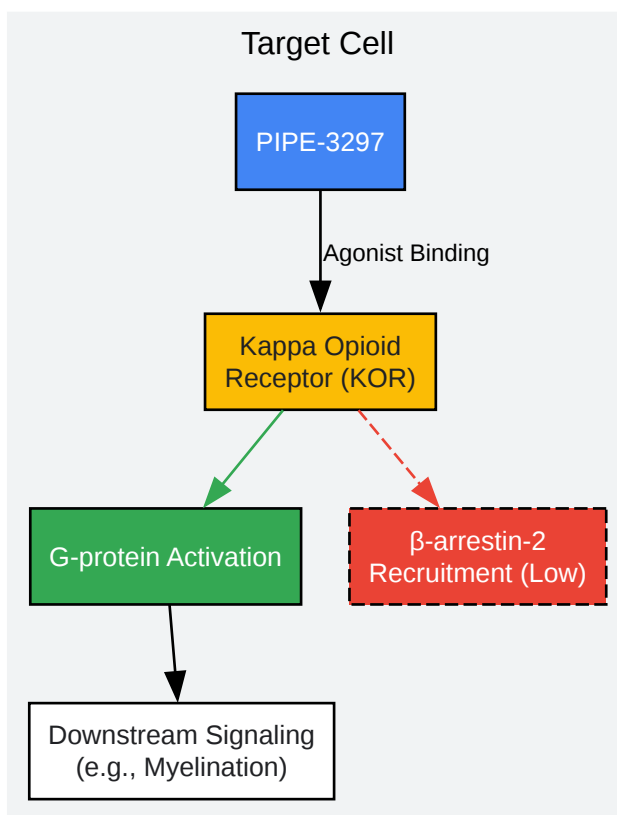 Target Cell
PIPE-3297
Agonist Binding
Kappa Opioid
Receptor (KOR)
G-protein Activation
β-arrestin-2
Recruitment (Low)
Downstream Signaling
(e.g., Myelination)